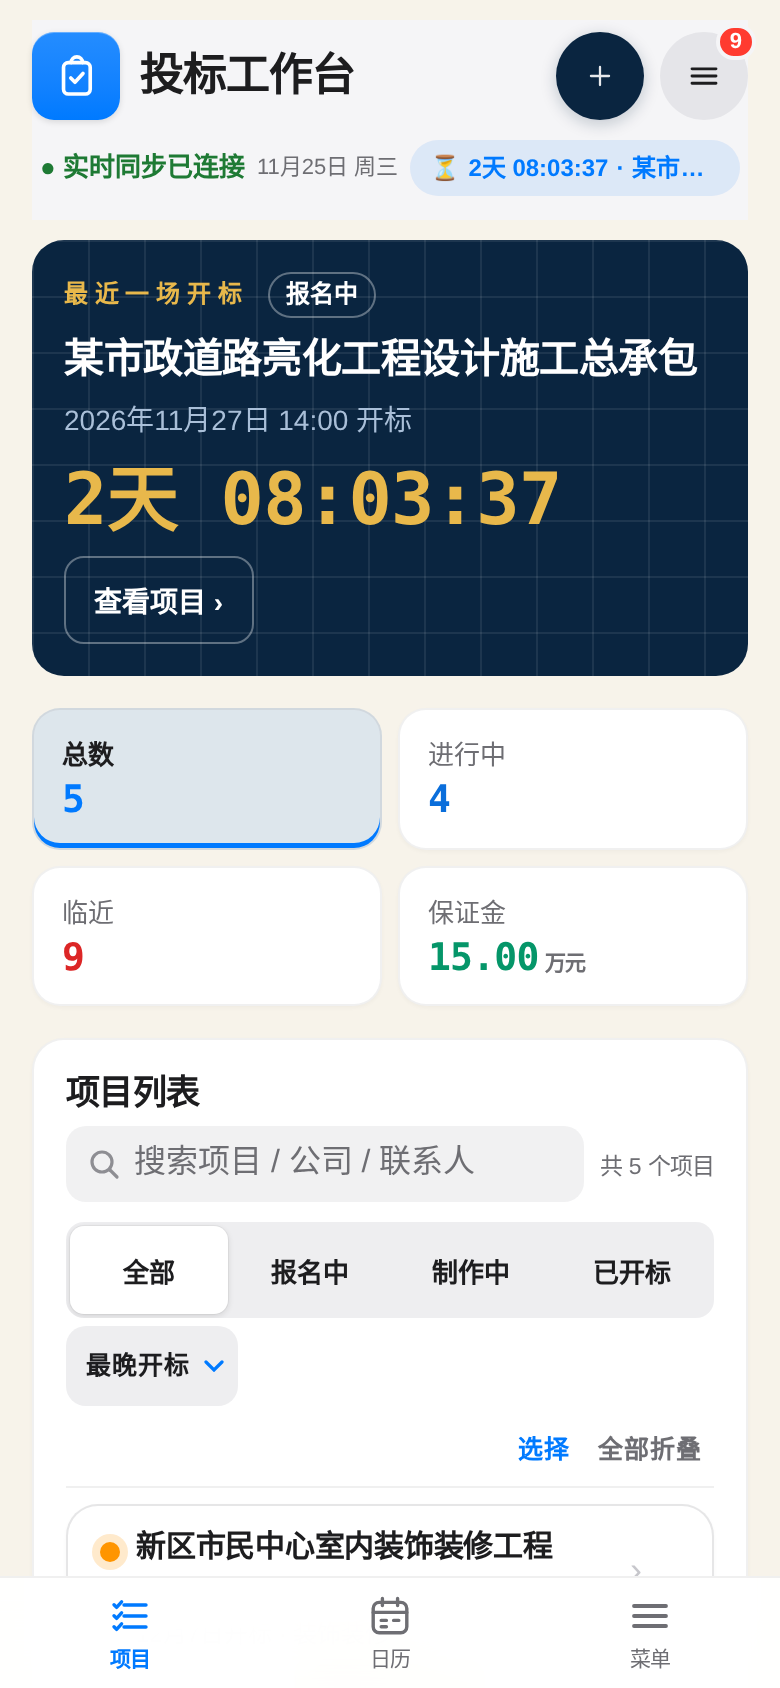 投标工作台
9
实时同步已连接 11月25日 周三 ⏳ 2天 08:03:37 · 某市…
最近一场开标 报名中
某市政道路亮化工程设计施工总承包
2026年11月27日 14:00 开标
2天 08:03:37
查看项目 ›
总数
5
进行中
4
临近
9
保证金
15.00 万元
项目列表
搜索项目 / 公司 / 联系人
共 5 个项目
全部 报名中 制作中 已开标
最晚开标
选择 全部折叠
新区市民中心室内装饰装修工程
项目 日历 菜单